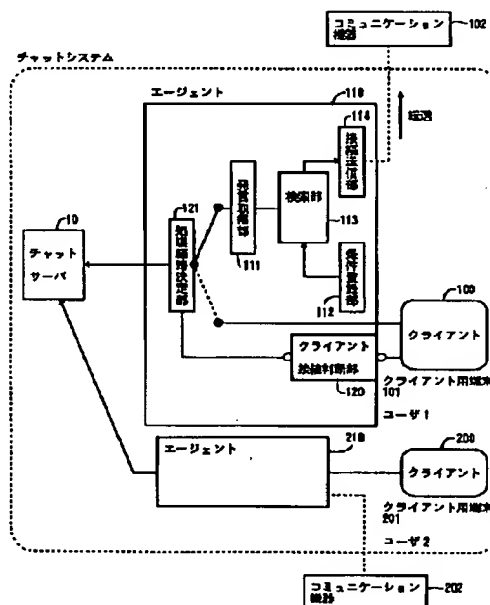 コミュニケーション
機器
102
チャットシステム
エージェント
110
114
転送
121
10
チャット
サーバ
111
検索部
113
112
100
クライアント
クライアント
接続判断部
120
クライアント用端末
101
ユーザ1
エージェント
210
200
クライアント
クライアント用端末
201
ユーザ2
コミュニケーション
機器
202